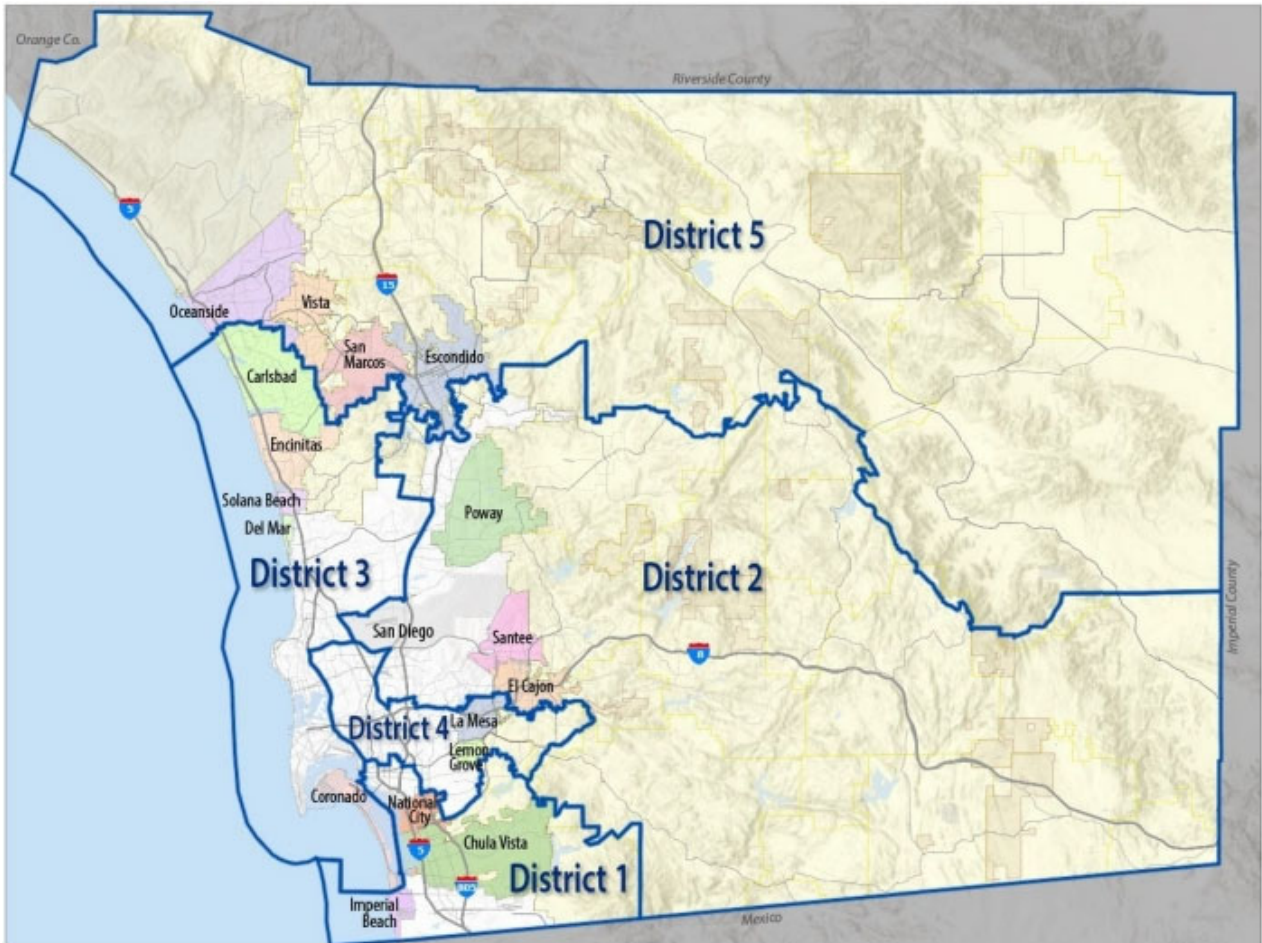 Orange Co.
Riverside County
5
District 5
15
Oceanside
Vista
San
Marcos
Escondido
Carlsbad
Encinitas
Solana Beach
Del Mar
Poway
District 3
District 2
San Diego
Santee
Imperial County
8
El Cajon
District 4
La Mesa
Lemon
Grove
Coronado
National
City
5
Chula Vista
District 1
805
Imperial
Beach
Mexico